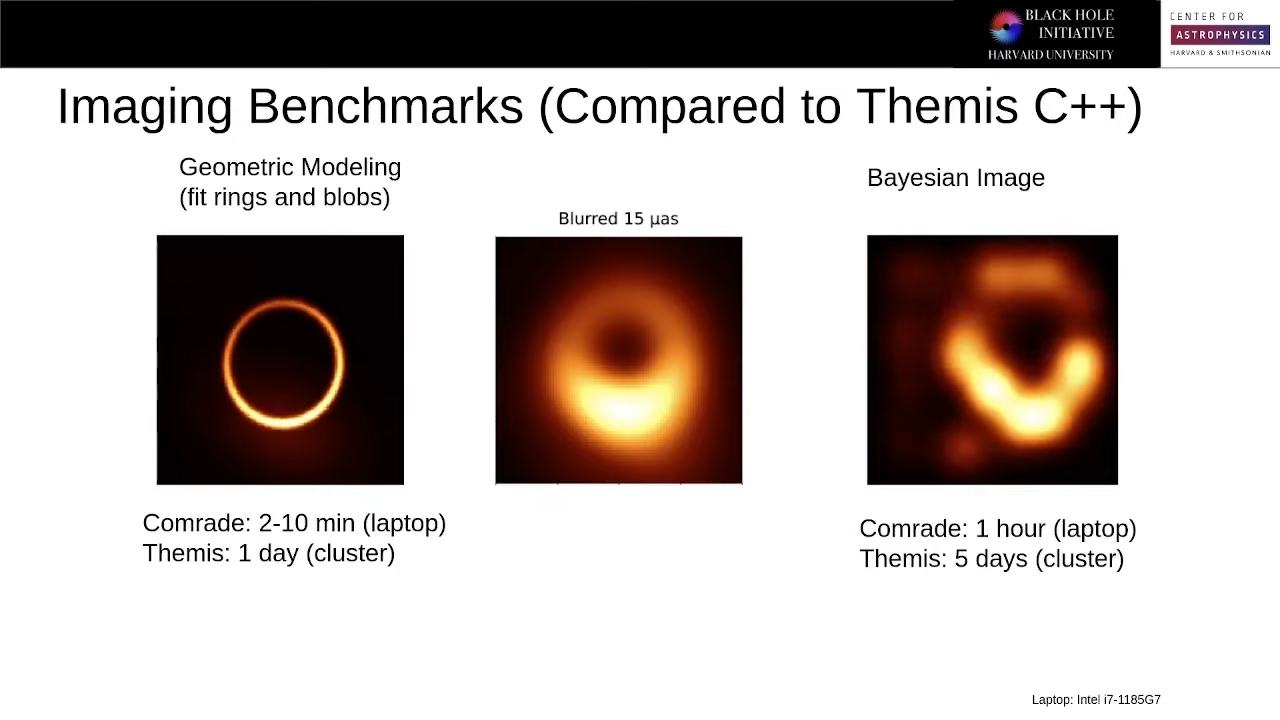 BLACK HOLE
INITIATIVE
HARVARD UNIVERSITY
CENTER FOR
ASTROPHYSICS
HARVARD & SMITHSONIAN
Imaging Benchmarks (Compared to Themis C++)
Geometric Modeling
(fit rings and blobs)
Blurred 15 μas
Bayesian Image
Comrade: 2-10 min (laptop)
Themis: 1 day (cluster)
Comrade: 1 hour (laptop)
Themis: 5 days (cluster)
Laptop: Intel i7-1185G7